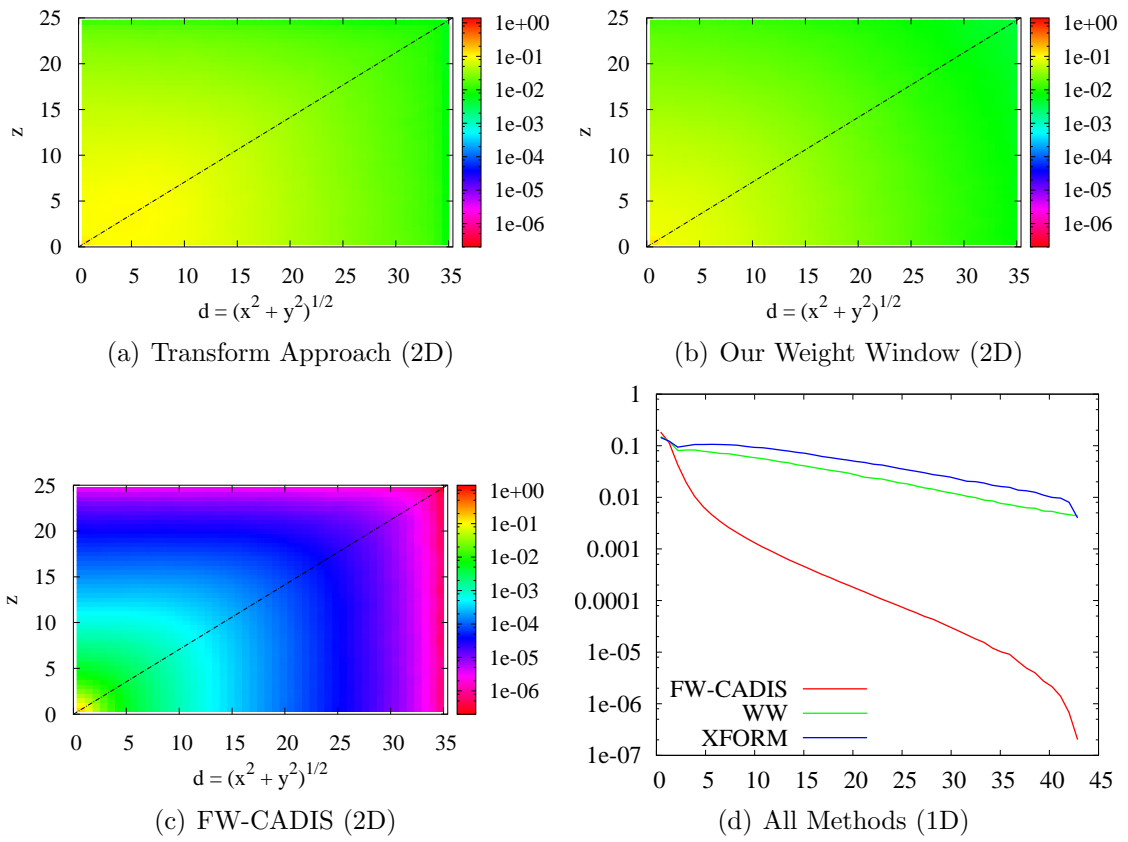 25
20
15
10
5
0
z
0 5 10 15 20 25 30 35
d = (x² + y²)^1/2
1e+00
1e-01
1e-02
1e-03
1e-04
1e-05
1e-06
(a) Transform Approach (2D)
25
20
15
10
5
0
z
0 5 10 15 20 25 30 35
d = (x² + y²)^1/2
1e+00
1e-01
1e-02
1e-03
1e-04
1e-05
1e-06
(b) Our Weight Window (2D)
25
20
15
10
5
0
z
0 5 10 15 20 25 30 35
d = (x² + y²)^1/2
1e+00
1e-01
1e-02
1e-03
1e-04
1e-05
1e-06
(c) FW-CADIS (2D)
1
0.1
0.01
0.001
0.0001
1e-05
1e-06
1e-07
FW-CADIS
WW
XFORM
0 5 10 15 20 25 30 35 40 45
(d) All Methods (1D)